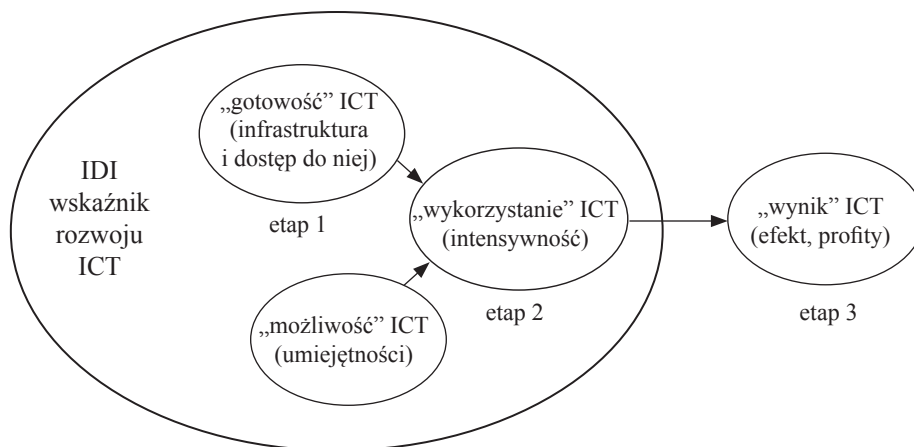 IDI
wskaźnik
rozwoju
ICT
„gotowość” ICT
(infrastruktura
i dostęp do niej)
etap 1
„wykorzystanie” ICT
(intensywność)
etap 2
„możliwość” ICT
(umiejętności)
„wynik” ICT
(efekt, profity)
etap 3